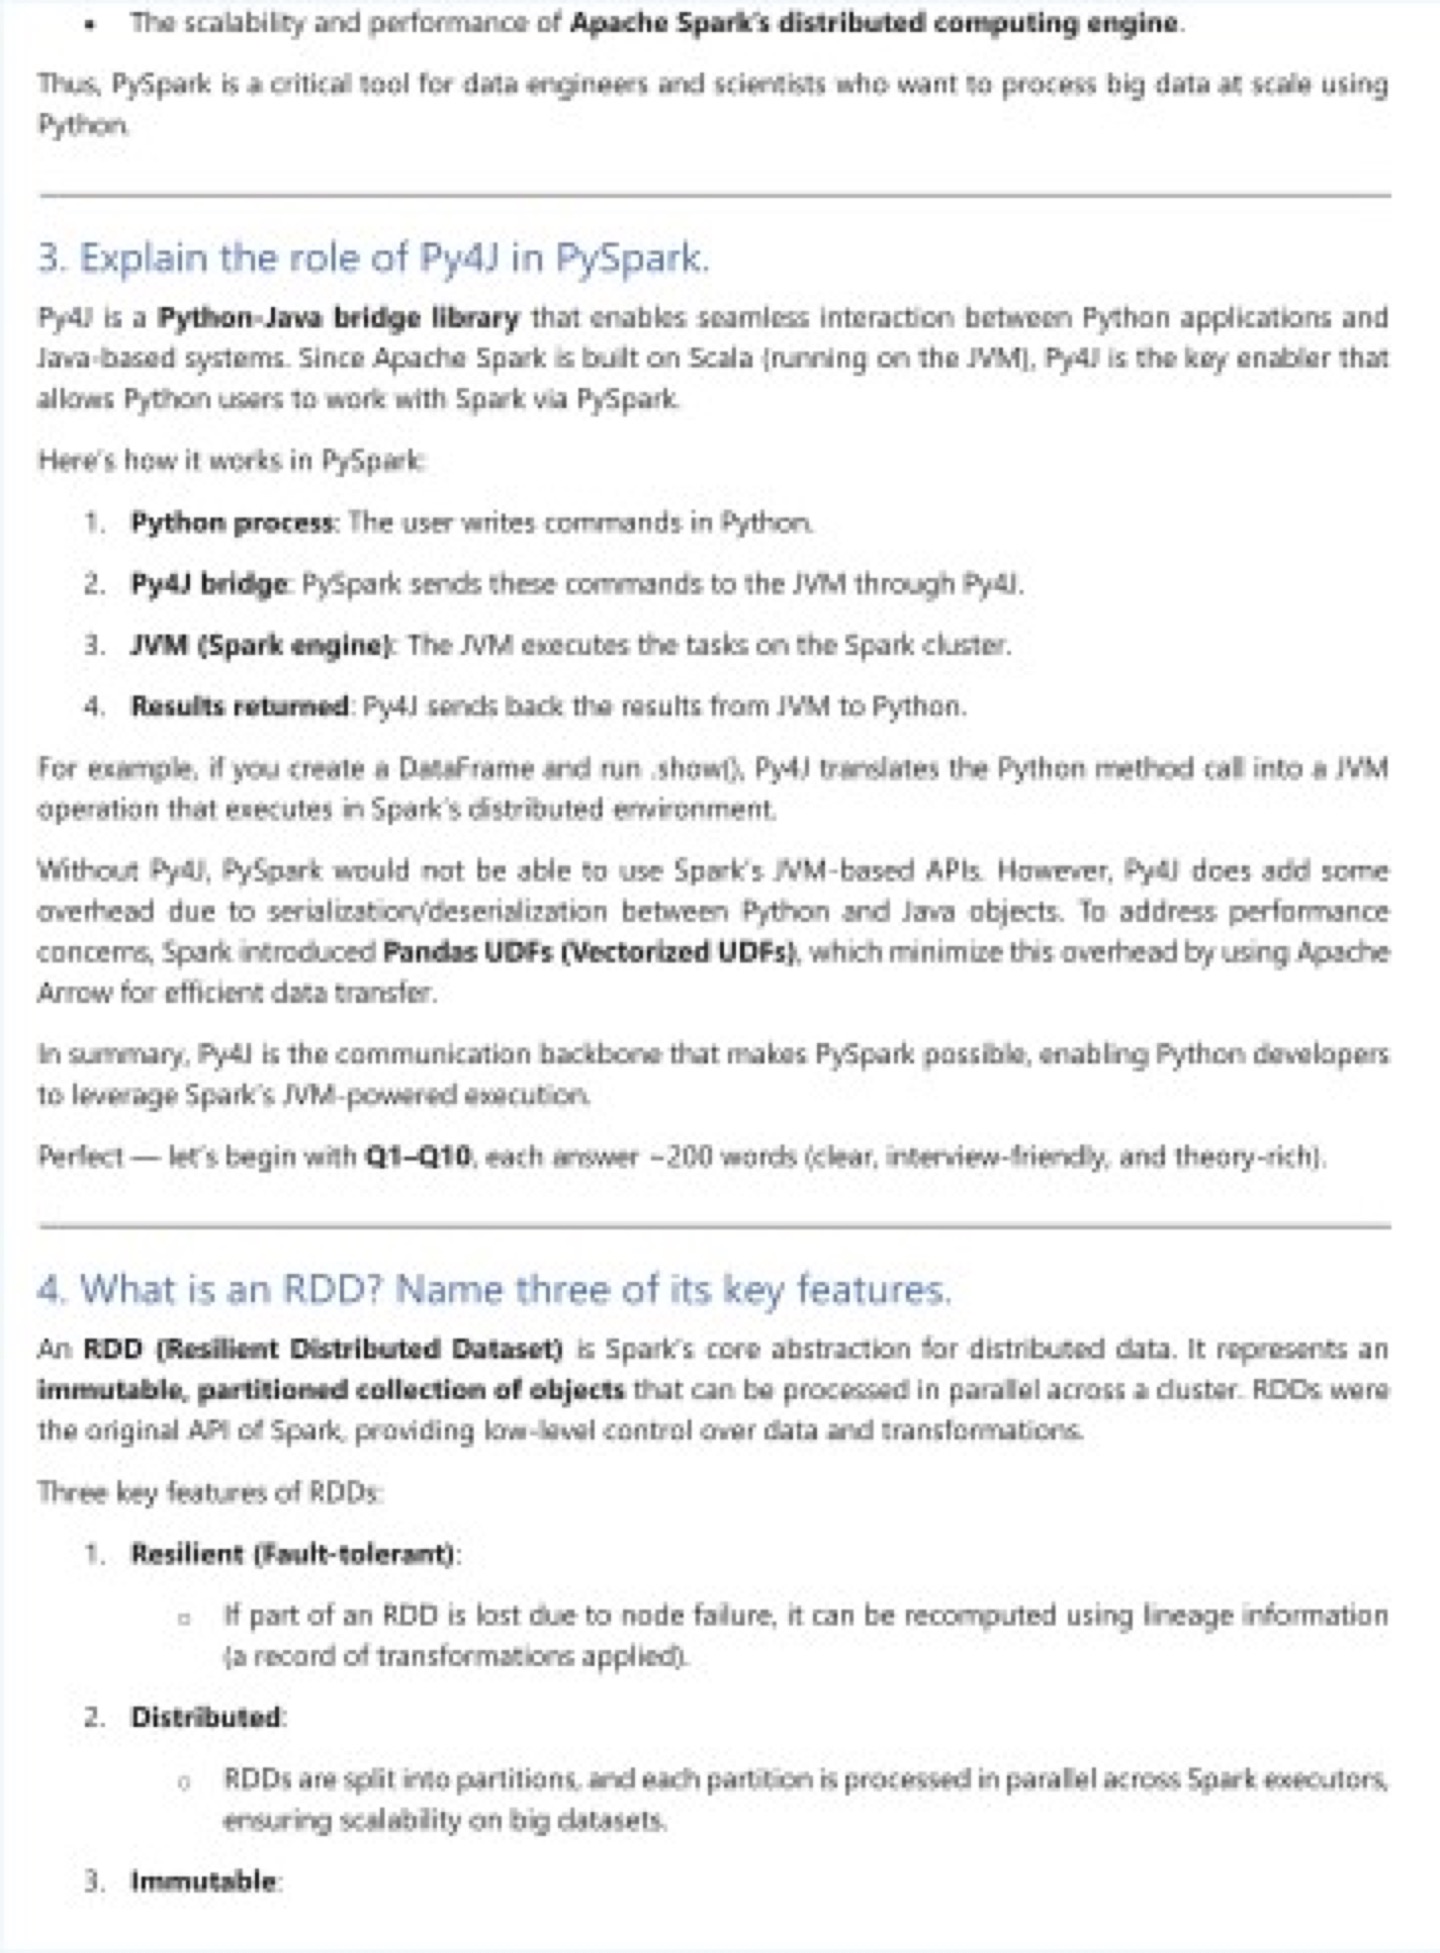 • The scalability and performance of Apache Spark's distributed computing engine.
Thus, PySpark is a critical tool for data engineers and scientists who want to process big data at scale using
Python.
3. Explain the role of Py4J in PySpark.
Py4J is a Python-Java bridge library that enables seamless interaction between Python applications and
Java-based systems. Since Apache Spark is built on Scala (running on the JVM), Py4J is the key enabler that
allows Python users to work with Spark via PySpark.
Here's how it works in PySpark:
1. Python process: The user writes commands in Python.
2. Py4J bridge: PySpark sends these commands to the JVM through Py4J.
3. JVM (Spark engine): The JVM executes the tasks on the Spark cluster.
4. Results returned: Py4J sends back the results from JVM to Python.
For example, if you create a DataFrame and run .show(), Py4J translates the Python method call into a JVM
operation that executes in Spark's distributed environment.
Without Py4J, PySpark would not be able to use Spark's JVM-based APIs. However, Py4J does add some
overhead due to serialization/deserialization between Python and Java objects. To address performance
concerns, Spark introduced Pandas UDFs (Vectorized UDFs), which minimize this overhead by using Apache
Arrow for efficient data transfer.
In summary, Py4J is the communication backbone that makes PySpark possible, enabling Python developers
to leverage Spark's JVM-powered execution.
Perfect — let's begin with Q1–Q10, each answer ~200 words (clear, interview-friendly, and theory-rich).
4. What is an RDD? Name three of its key features.
An RDD (Resilient Distributed Dataset) is Spark's core abstraction for distributed data. It represents an
immutable, partitioned collection of objects that can be processed in parallel across a cluster. RDDs were
the original API of Spark, providing low-level control over data and transformations.
Three key features of RDDs:
1. Resilient (Fault-tolerant):
○ If part of an RDD is lost due to node failure, it can be recomputed using lineage information
(a record of transformations applied).
2. Distributed:
○ RDDs are split into partitions, and each partition is processed in parallel across Spark executors,
ensuring scalability on big datasets.
3. Immutable: